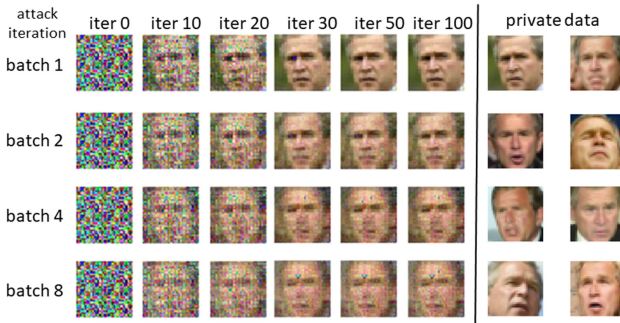 attack
iteration
iter 0 iter 10 iter 20 iter 30 iter 50 iter 100 private data
batch 1
batch 2
batch 4
batch 8